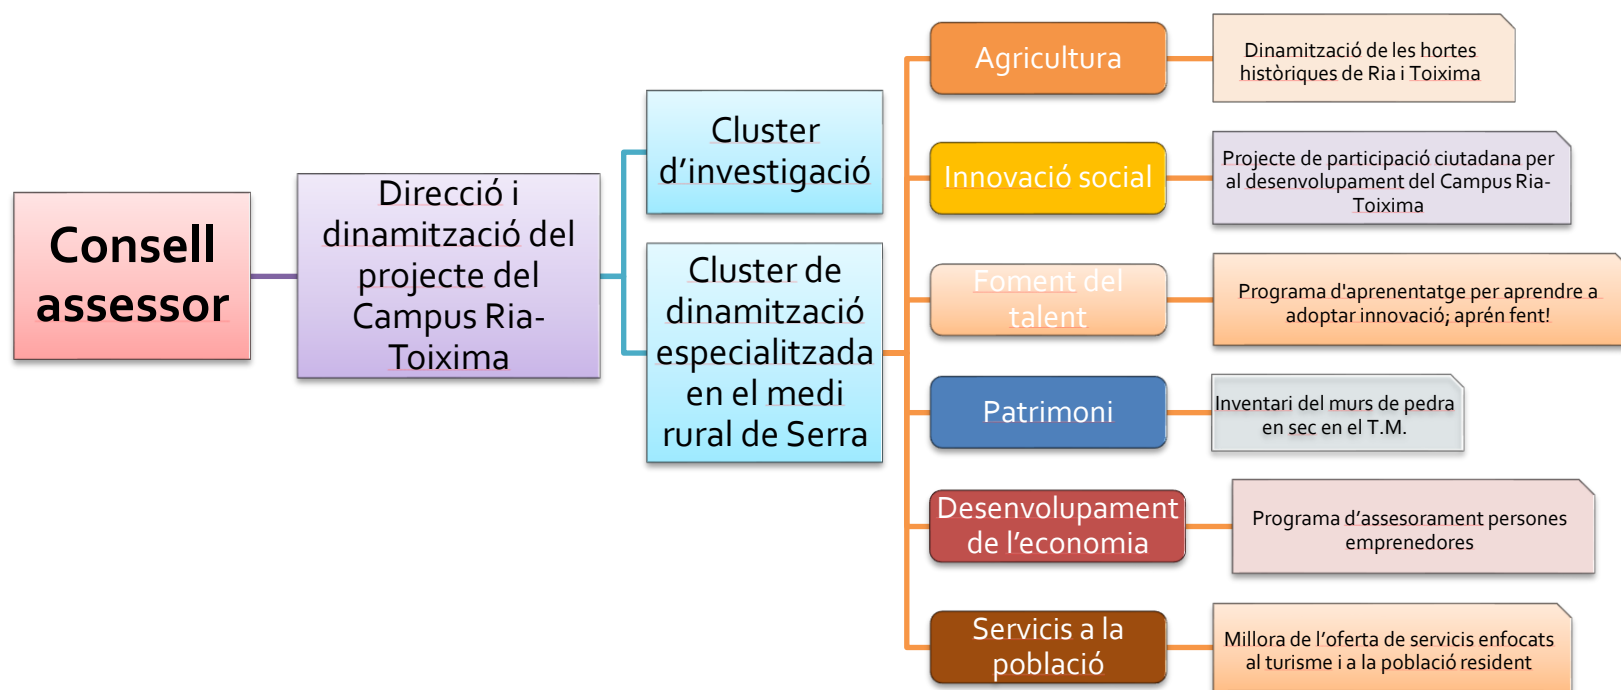 Consell
assessor
Direcció i
dinamització del
projecte del
Campus Ria-
Toixima
Cluster
d’investigació
Cluster de
dinamització
especialitzada
en el medi
rural de Serra
Agricultura
Dinamització de les hortes
històriques de Ria i Toixima
Innovació social
Projecte de participació ciutadana per
al desenvolupament del Campus Ria-
Toixima
Foment del
talent
Programa d'aprenentatge per aprendre a
adoptar innovació; aprén fent!
Patrimoni
Inventari del murs de pedra
en sec en el T.M.
Desenvolupament
de l’economia
Programa d’assesorament persones
emprenedores
Servicis a la
població
Millora de l’oferta de servicis enfocats
al turisme i a la població resident